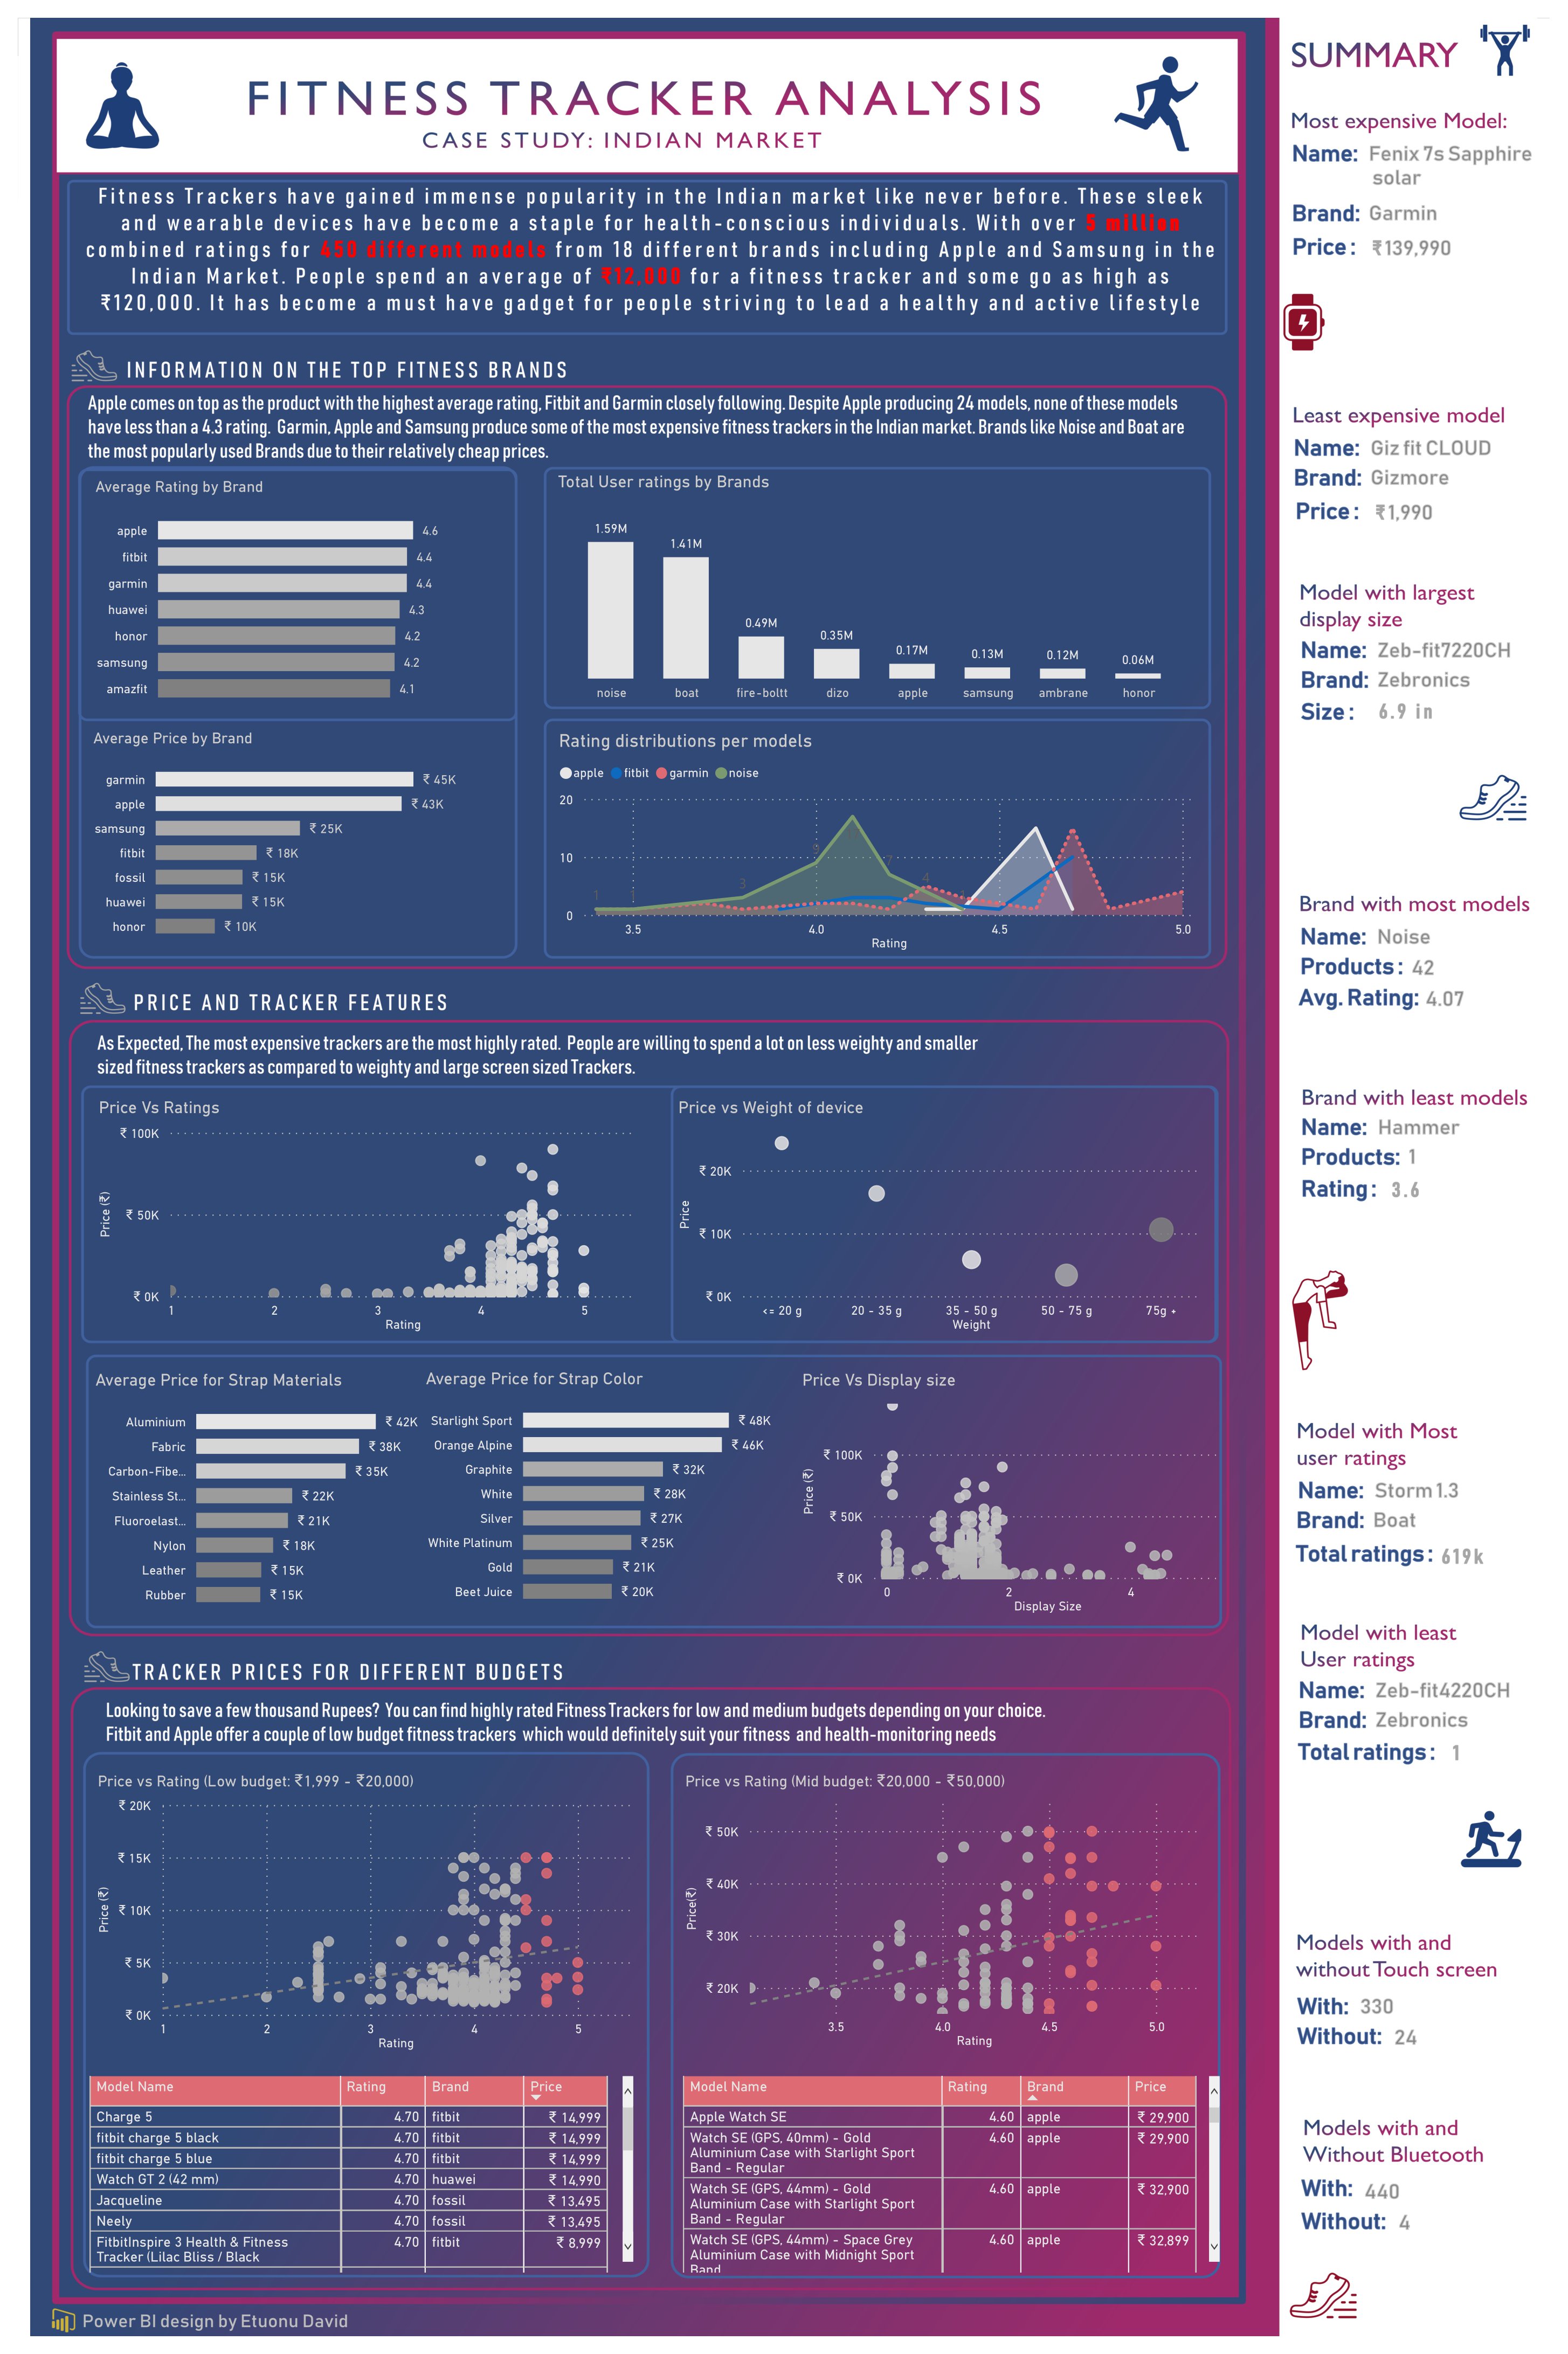 FITNESS TRACKER ANALYSIS
CASE STUDY: INDIAN MARKET
Fitness Trackers have gained immense popularity in the Indian market like never before. These sleek
and wearable devices have become a staple for health-conscious individuals. With over 5 million
combined ratings for 450 different models from 18 different brands including Apple and Samsung in the
Indian Market. People spend an average of ₹12,000 for a fitness tracker and some go as high as
₹120,000. It has become a must have gadget for people striving to lead a healthy and active lifestyle
INFORMATION ON THE TOP FITNESS BRANDS
Apple comes on top as the product with the highest average rating, Fitbit and Garmin closely following. Despite Apple producing 24 models, none of these models
have less than a 4.3 rating. Garmin, Apple and Samsung produce some of the most expensive fitness trackers in the Indian market. Brands like Noise and Boat are
the most popularly used Brands due to their relatively cheap prices.
Average Rating by Brand
apple 4.6
fitbit 4.4
garmin 4.4
huawei 4.3
honor 4.2
samsung 4.2
amazfit 4.1
Total User ratings by Brands
1.59M 1.41M 0.49M 0.35M 0.17M 0.13M 0.12M 0.06M
noise boat fire-boltt dizo apple samsung ambrane honor
Average Price by Brand
garmin ₹ 45K
apple ₹ 43K
samsung ₹ 25K
fitbit ₹ 18K
fossil ₹ 15K
huawei ₹ 15K
honor ₹ 10K
Rating distributions per models
apple fitbit garmin noise
20
10
0
1 1 3 9 7 4 1
3.5 4.0 4.5 5.0
Rating
PRICE AND TRACKER FEATURES
As Expected, The most expensive trackers are the most highly rated. People are willing to spend a lot on less weighty and smaller
sized fitness trackers as compared to weighty and large screen sized Trackers.
Price Vs Ratings
Price (₹)
₹ 100K
₹ 50K
₹ 0K
1 2 3 4 5
Rating
Price vs Weight of device
Price
₹ 20K
₹ 10K
₹ 0K
<= 20 g 20 - 35 g 35 - 50 g 50 - 75 g 75g +
Weight
Average Price for Strap Materials
Aluminium ₹ 42K
Fabric ₹ 38K
Carbon-Fibe... ₹ 35K
Stainless St... ₹ 22K
Fluoroelast... ₹ 21K
Nylon ₹ 18K
Leather ₹ 15K
Rubber ₹ 15K
Average Price for Strap Color
Starlight Sport ₹ 48K
Orange Alpine ₹ 46K
Graphite ₹ 32K
White ₹ 28K
Silver ₹ 27K
White Platinum ₹ 25K
Gold ₹ 21K
Beet Juice ₹ 20K
Price Vs Display size
Price (₹)
₹ 100K
₹ 50K
₹ 0K
0 2 4
Display Size
TRACKER PRICES FOR DIFFERENT BUDGETS
Looking to save a few thousand Rupees? You can find highly rated Fitness Trackers for low and medium budgets depending on your choice.
Fitbit and Apple offer a couple of low budget fitness trackers which would definitely suit your fitness and health-monitoring needs
Price vs Rating (Low budget: ₹1,999 - ₹20,000)
Price (₹)
₹ 20K
₹ 15K
₹ 10K
₹ 5K
₹ 0K
1 2 3 4 5
Rating
Model Name Rating Brand Price
Charge 5 4.70 fitbit ₹ 14,999
fitbit charge 5 black 4.70 fitbit ₹ 14,999
fitbit charge 5 blue 4.70 fitbit ₹ 14,999
Watch GT 2 (42 mm) 4.70 huawei ₹ 14,990
Jacqueline 4.70 fossil ₹ 13,495
Neely 4.70 fossil ₹ 13,495
FitbitInspire 3 Health & Fitness 4.70 fitbit ₹ 8,999
Tracker (Lilac Bliss / Black
Price vs Rating (Mid budget: ₹20,000 - ₹50,000)
Price(₹)
₹ 50K
₹ 40K
₹ 30K
₹ 20K
3.5 4.0 4.5 5.0
Rating
Model Name Rating Brand Price
Apple Watch SE 4.60 apple ₹ 29,900
Watch SE (GPS, 40mm) - Gold 4.60 apple ₹ 29,900
Aluminium Case with Starlight Sport
Band - Regular
Watch SE (GPS, 44mm) - Gold 4.60 apple ₹ 32,900
Aluminium Case with Starlight Sport
Band - Regular
Watch SE (GPS, 44mm) - Space Grey 4.60 apple ₹ 32,899
Aluminium Case with Midnight Sport
Band
Power BI design by Etuonu David
SUMMARY
Most expensive Model:
Name: Fenix 7s Sapphire
solar
Brand: Garmin
Price: ₹139,990
Least expensive model
Name: Giz fit CLOUD
Brand: Gizmore
Price: ₹1,990
Model with largest
display size
Name: Zeb-fit7220CH
Brand: Zebronics
Size: 6.9 in
Brand with most models
Name: Noise
Products: 42
Avg. Rating: 4.07
Brand with least models
Name: Hammer
Products: 1
Rating: 3.6
Model with Most
user ratings
Name: Storm 1.3
Brand: Boat
Total ratings: 619k
Model with least
User ratings
Name: Zeb-fit4220CH
Brand: Zebronics
Total ratings: 1
Models with and
without Touch screen
With: 330
Without: 24
Models with and
Without Bluetooth
With: 440
Without: 4